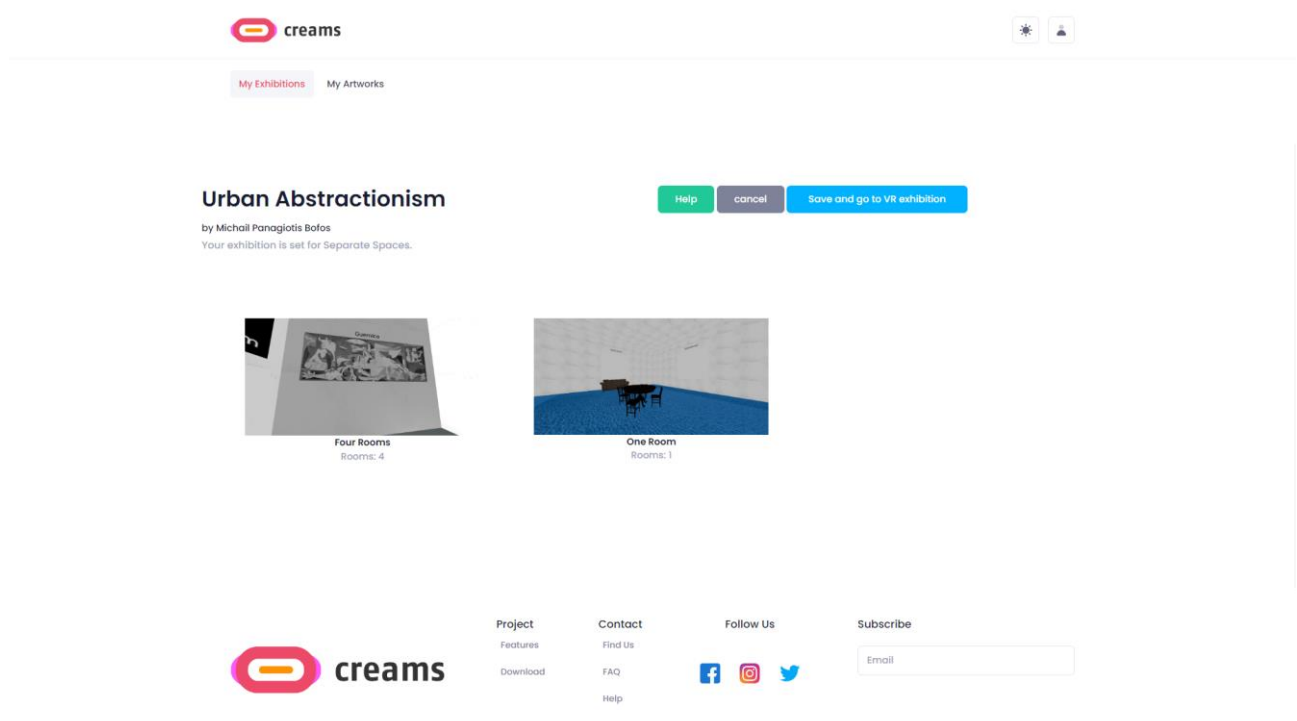 creams
My Exhibitions My Artworks
Urban Abstractionism
Help cancel Save and go to VR exhibition
by Michail Panagiotis Bofos
Your exhibition is set for Separate Spaces.
Guernica
Four Rooms
Rooms: 4
One Room
Rooms: 1
creams
Project
Features
Download
Contact
Find Us
FAQ
Help
Follow Us
Subscribe
Email